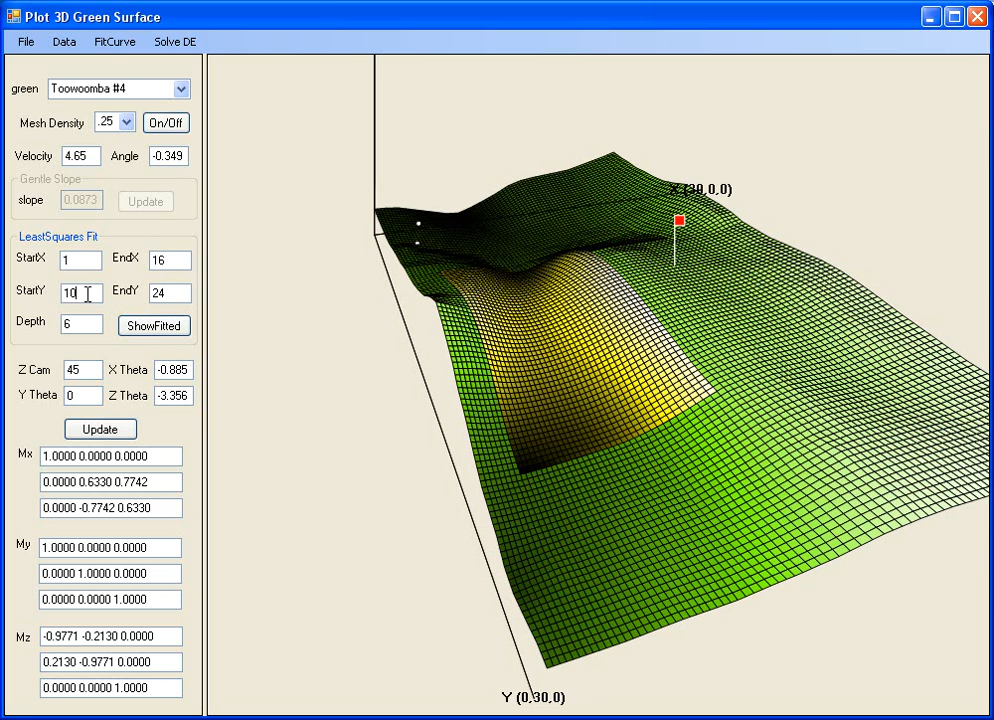 Plot 3D Green Surface
File Data FitCurve Solve DE
green Toowoomba #4
Mesh Density .25 On/Off
Velocity 4.65 Angle -0.349
Gentle Slope
slope 0.0873 Update
LeastSquares Fit
StartX 1 EndX 16
StartY 10 EndY 24
Depth 6 ShowFitted
Z Cam 45 X Theta -0.885
Y Theta 0 Z Theta -3.356
Update
Mx 1.0000 0.0000 0.0000
0.0000 0.6330 0.7742
0.0000 -0.7742 0.6330
My 1.0000 0.0000 0.0000
0.0000 1.0000 0.0000
0.0000 0.0000 1.0000
Mz -0.9771 -0.2130 0.0000
0.2130 -0.9771 0.0000
0.0000 0.0000 1.0000
X (30,0,0)
Y (0,30,0)